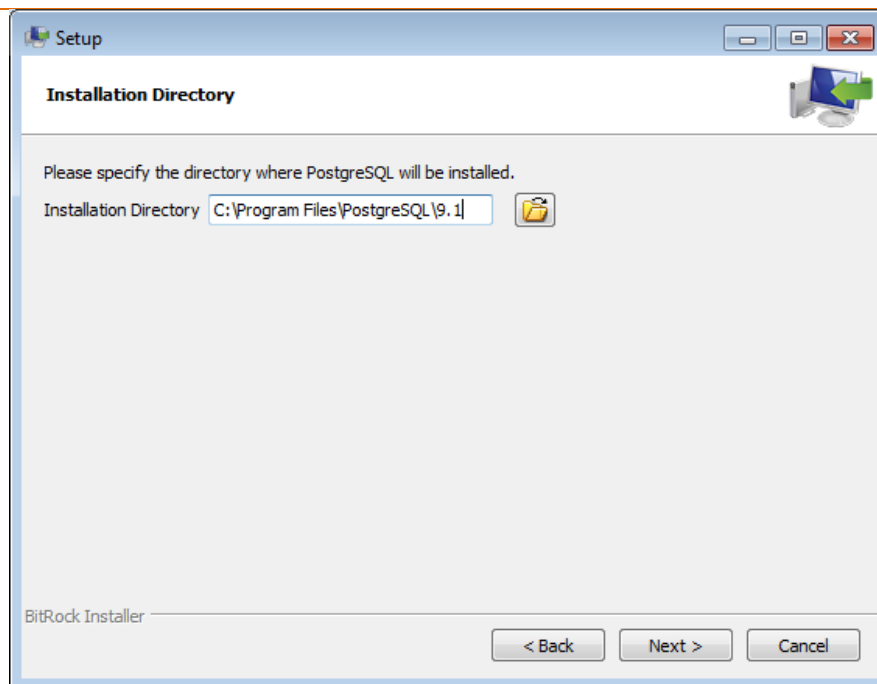 Setup
Installation Directory
Please specify the directory where PostgreSQL will be installed.
Installation Directory C:\Program Files\PostgreSQL\9.1
BitRock Installer
< Back Next > Cancel